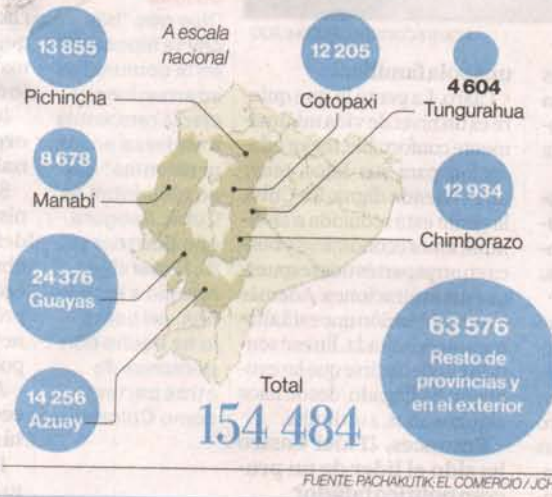 A escala
nacional
13 855
Pichincha
12 205
Cotopaxi
4 604
Tungurahua
8 678
Manabí
12 934
Chimborazo
24 376
Guayas
14 256
Azuay
63 576
Resto de
provincias y
en el exterior
Total
154 484
FUENTE: PACHAKUTIK; EL COMERCIO / JCH